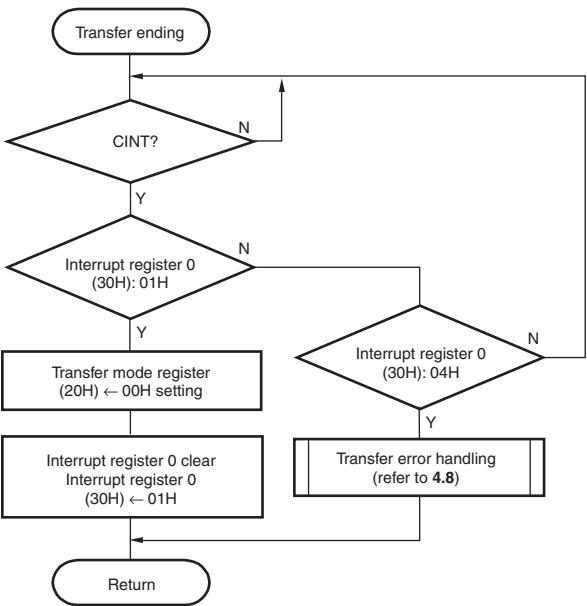 Transfer ending
CINT?
N
Y
Interrupt register 0
(30H): 01H
N
Y
Interrupt register 0
(30H): 04H
N
Y
Transfer mode register
(20H) ← 00H setting
Interrupt register 0 clear
Interrupt register 0
(30H) ← 01H
Transfer error handling
(refer to 4.8)
Return